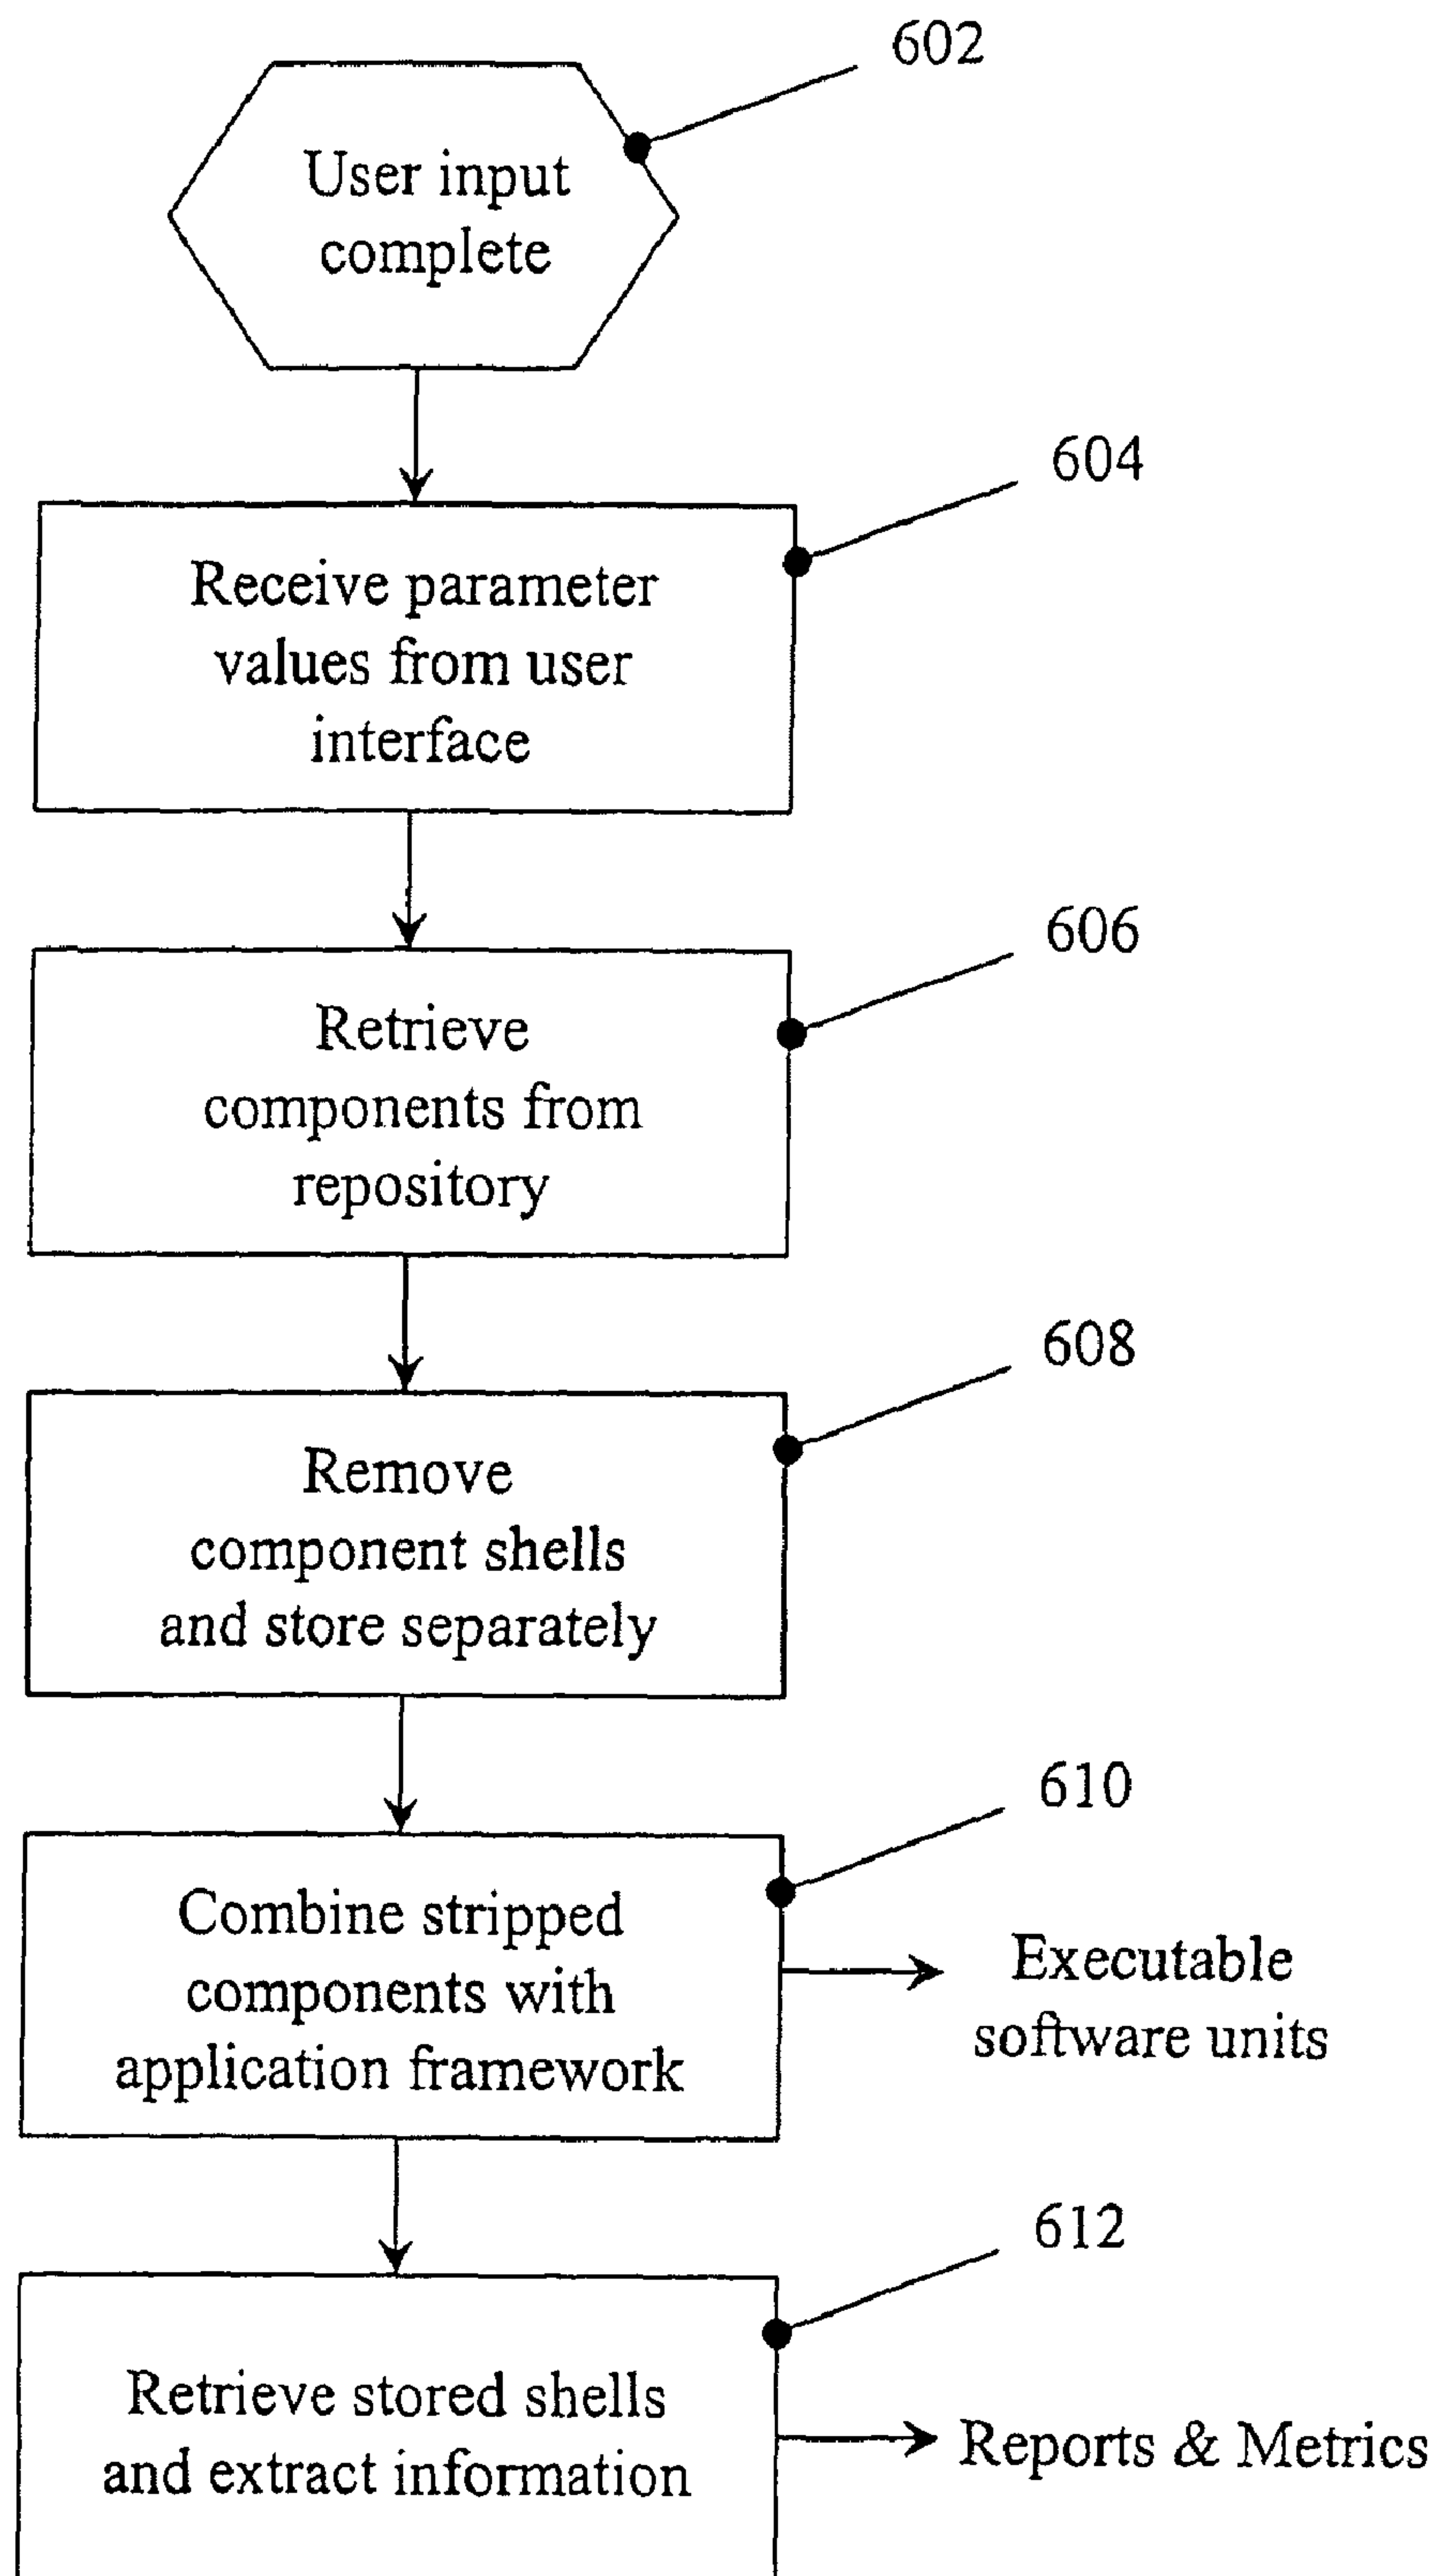 602
User input
complete
604
Receive parameter
values from user
interface
606
Retrieve
components from
repository
608
Remove
component shells
and store separately
610
Combine stripped
components with
application framework
Executable
software units
612
Retrieve stored shells
and extract information
Reports & Metrics